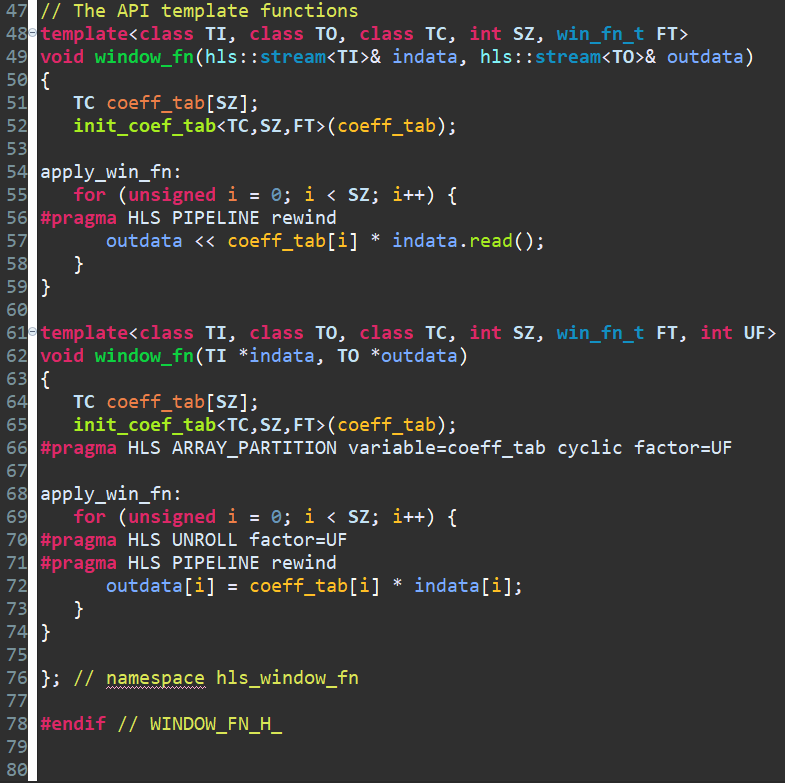 47 // The API template functions
48 template<class TI, class TO, class TC, int SZ, win_fn_t FT>
49 void window_fn(hls::stream<TI>& indata, hls::stream<TO>& outdata)
50 {
51    TC coeff_tab[SZ];
52    init_coef_tab<TC,SZ,FT>(coeff_tab);
53
54 apply_win_fn:
55    for (unsigned i = 0; i < SZ; i++) {
56 #pragma HLS PIPELINE rewind
57       outdata << coeff_tab[i] * indata.read();
58    }
59 }
60
61 template<class TI, class TO, class TC, int SZ, win_fn_t FT, int UF>
62 void window_fn(TI *indata, TO *outdata)
63 {
64    TC coeff_tab[SZ];
65    init_coef_tab<TC,SZ,FT>(coeff_tab);
66 #pragma HLS ARRAY_PARTITION variable=coeff_tab cyclic factor=UF
67
68 apply_win_fn:
69    for (unsigned i = 0; i < SZ; i++) {
70 #pragma HLS UNROLL factor=UF
71 #pragma HLS PIPELINE rewind
72       outdata[i] = coeff_tab[i] * indata[i];
73    }
74 }
75
76 }; // namespace hls_window_fn
77
78 #endif // WINDOW_FN_H_
79
80